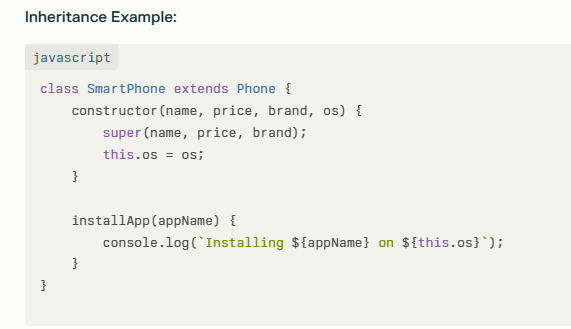 Inheritance Example:
javascript
class SmartPhone extends Phone {
    constructor(name, price, brand, os) {
        super(name, price, brand);
        this.os = os;
    }

    installApp(appName) {
        console.log(`Installing ${appName} on ${this.os}`);
    }
}